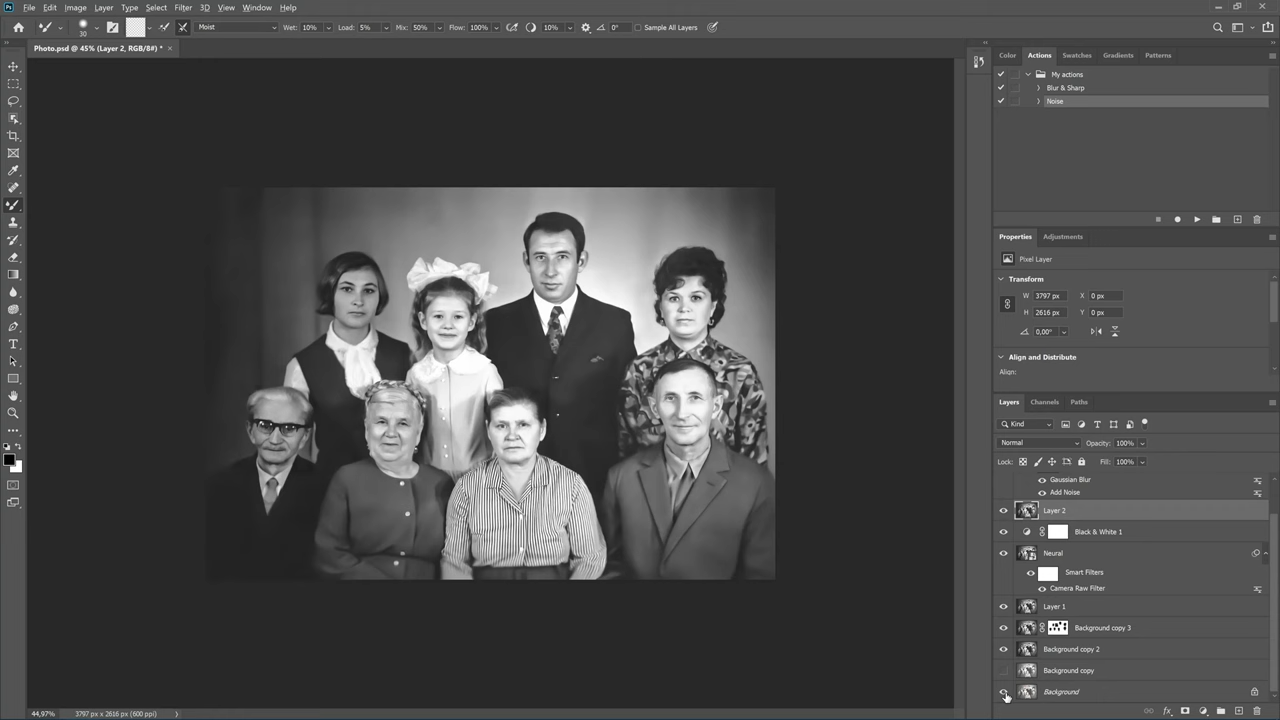 Ps File Edit Image Layer Type Select Filter 3D View Window Help
30 Moist Wet: 10% Load: 5% Mix: 50% Flow: 100% 10% 0° Sample All Layers
Photo.psd @ 45% (Layer 2, RGB/8#) * ×
Color Actions Swatches Gradients Patterns
My actions
Blur & Sharp
Noise
Properties Adjustments
Pixel Layer
Transform
W 3797 px X 0 px
H 2616 px Y 0 px
0,00°
Align and Distribute
Align:
Layers Channels Paths
Kind
Normal Opacity: 100%
Lock: Fill: 100%
Gaussian Blur
Add Noise
Layer 2
Black & White 1
Neural
Smart Filters
Camera Raw Filter
Layer 1
Background copy 3
Background copy 2
Background copy
Background
44,97% 3797 px x 2616 px (600 ppi)